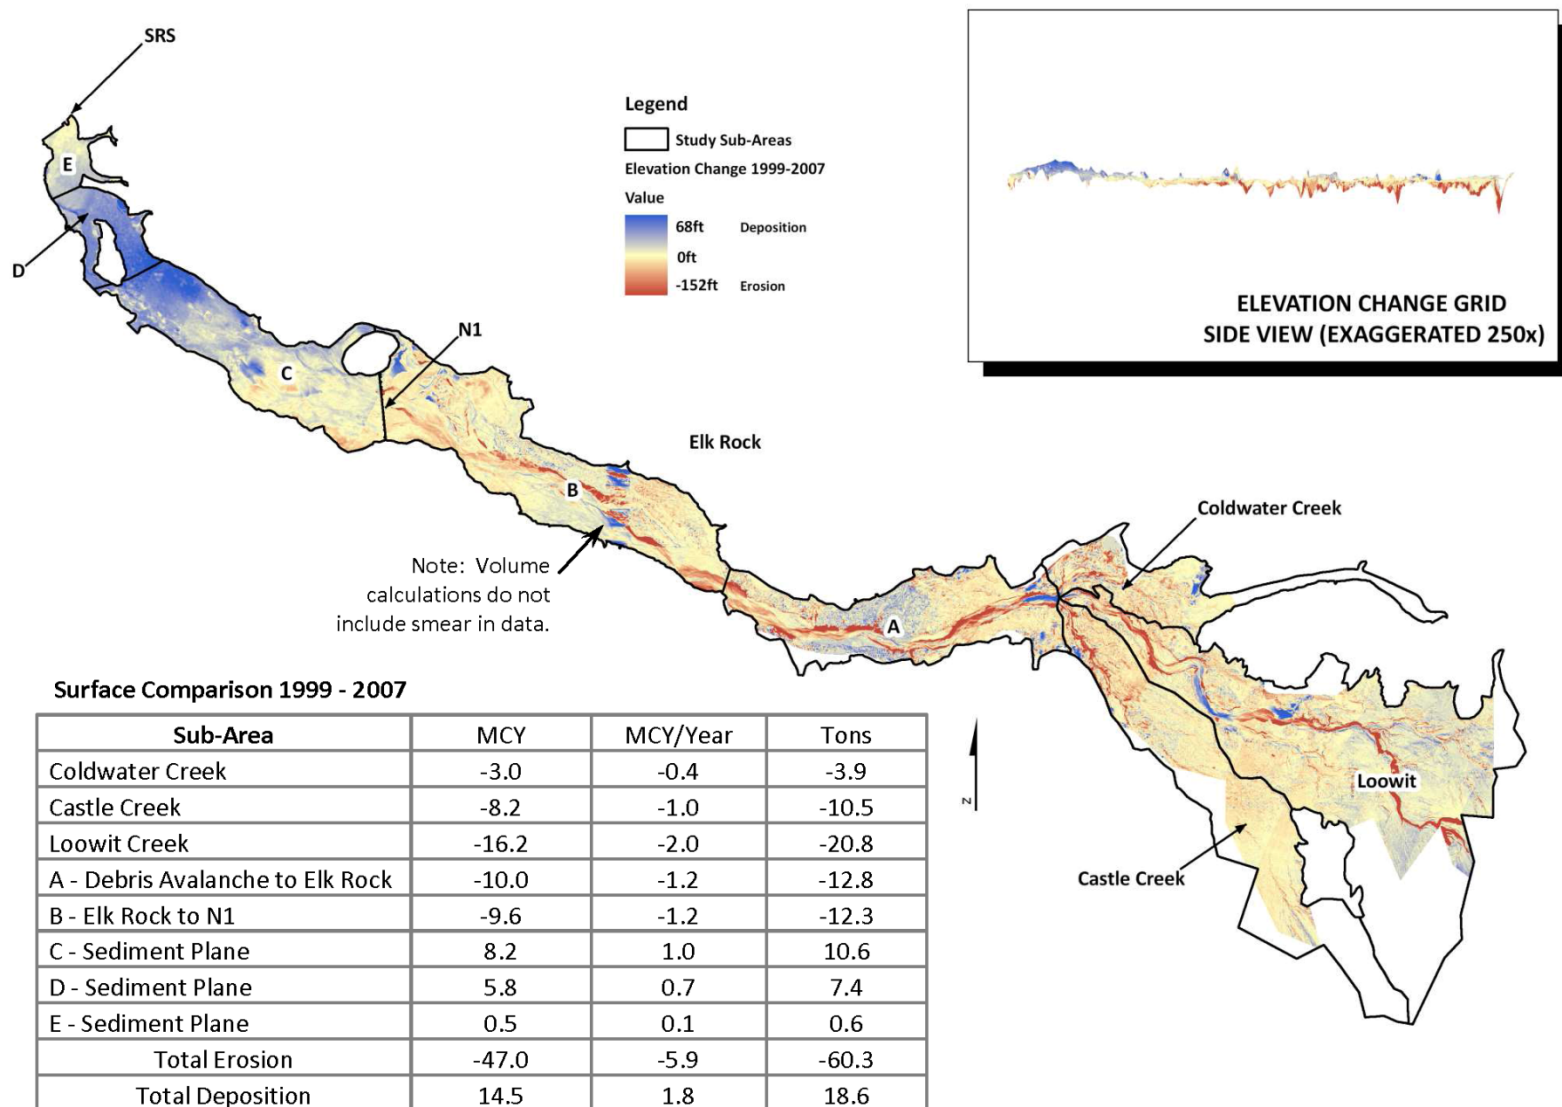 SRS
E
D
C
N1
B
Elk Rock
A
Coldwater Creek
Loowit
Castle Creek
Legend
Study Sub-Areas
Elevation Change 1999-2007
Value
68ft Deposition
0ft
-152ft Erosion
ELEVATION CHANGE GRID
SIDE VIEW (EXAGGERATED 250x)
Note: Volume
calculations do not
include smear in data.
N
Surface Comparison 1999 - 2007
Sub-Area MCY MCY/Year Tons
Coldwater Creek -3.0 -0.4 -3.9
Castle Creek -8.2 -1.0 -10.5
Loowit Creek -16.2 -2.0 -20.8
A - Debris Avalanche to Elk Rock -10.0 -1.2 -12.8
B - Elk Rock to N1 -9.6 -1.2 -12.3
C - Sediment Plane 8.2 1.0 10.6
D - Sediment Plane 5.8 0.7 7.4
E - Sediment Plane 0.5 0.1 0.6
Total Erosion -47.0 -5.9 -60.3
Total Deposition 14.5 1.8 18.6